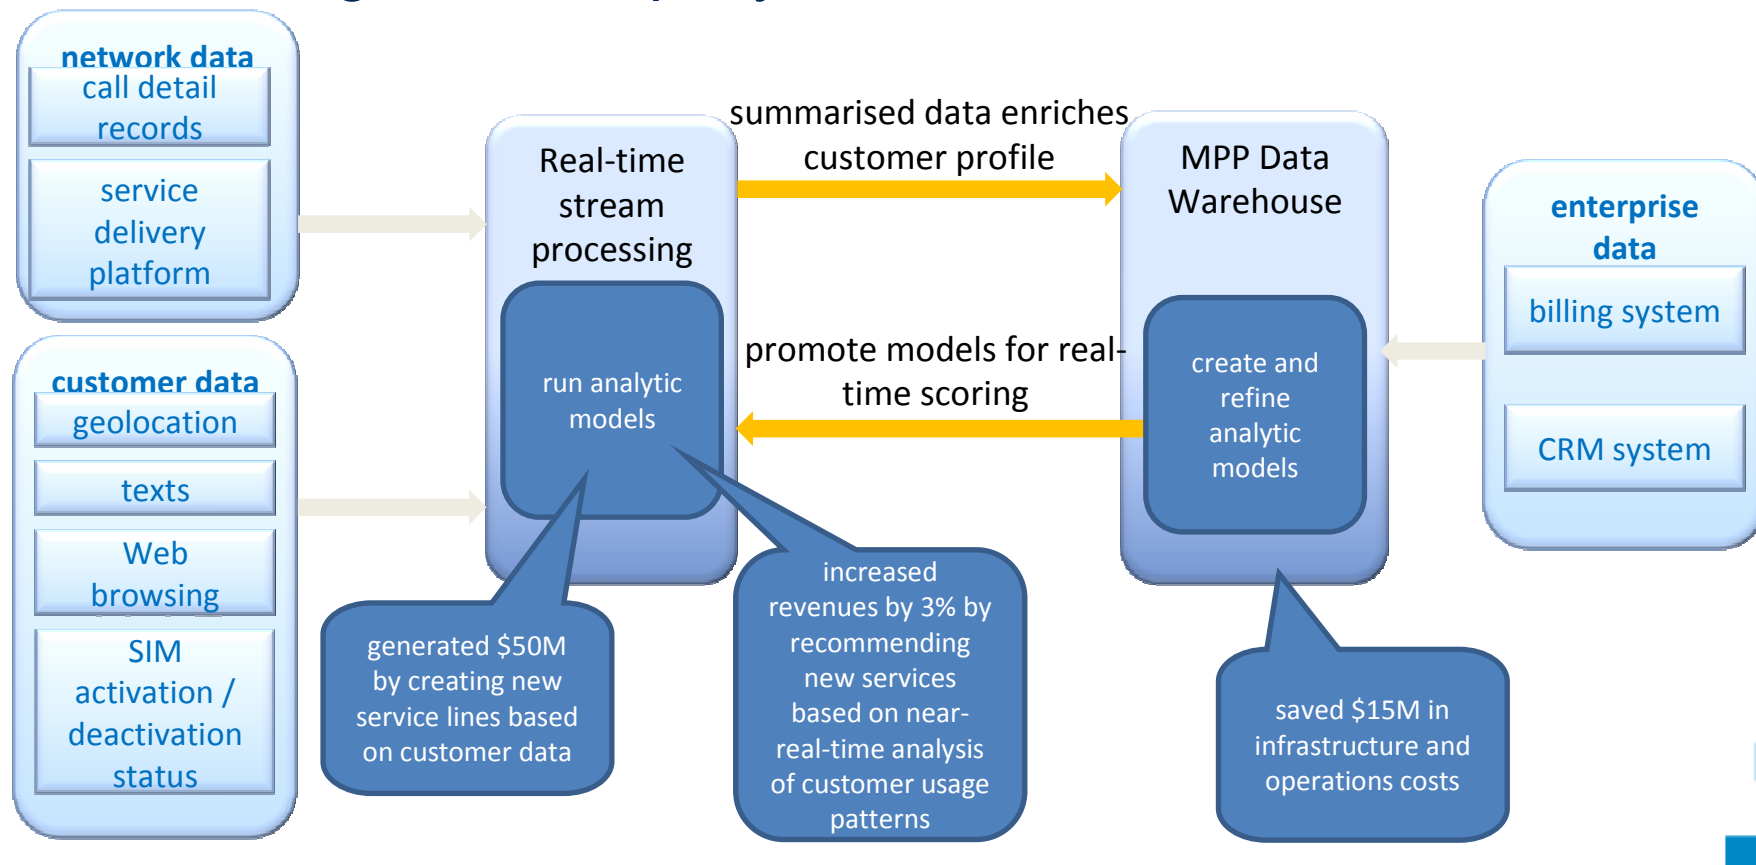 network data
call detail
records
service
delivery
platform
customer data
geolocation
texts
Web
browsing
SIM
activation /
deactivation
status
Real-time
stream
processing
run analytic
models
summarised data enriches
customer profile
promote models for real-
time scoring
MPP Data
Warehouse
create and
refine
analytic
models
enterprise
data
billing system
CRM system
generated $50M
by creating new
service lines based
on customer data
increased
revenues by 3% by
recommending
new services
based on near-
real-time analysis
of customer usage
patterns
saved $15M in
infrastructure and
operations costs